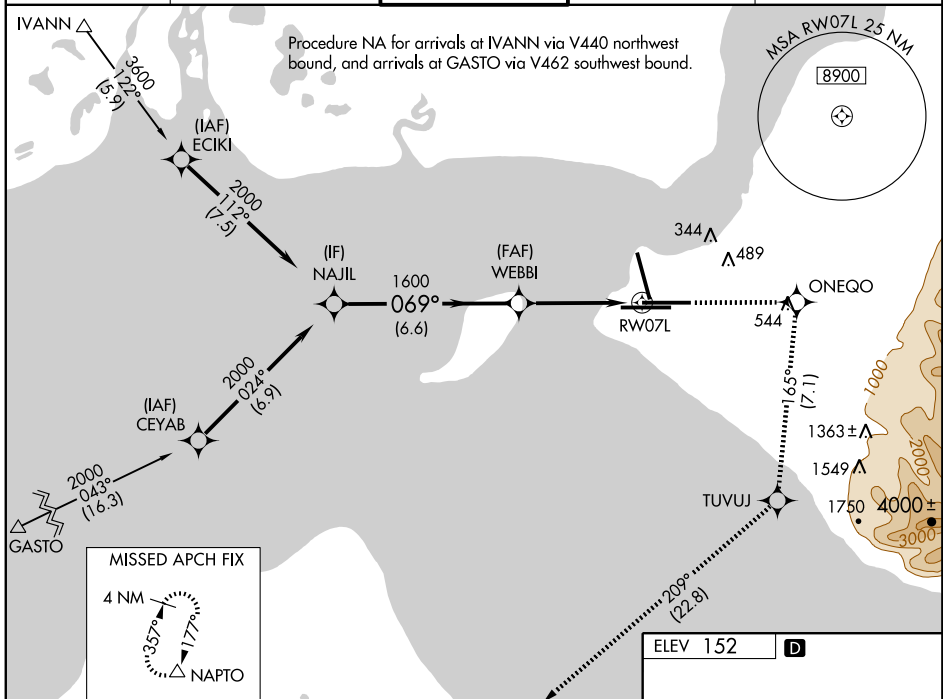 IVANN
3600
122°
(5.9)
Procedure NA for arrivals at IVANN via V440 northwest
bound, and arrivals at GASTO via V462 southwest bound.
MSA RW07L 25 NM
8900
(IAF)
ECIKI
2000
112°
(7.5)
(IF)
NAJIL
1600
069°
(6.6)
(FAF)
WEBBI
344
489
RW07L
544
ONEQO
165°
(7.1)
1000
2000
024°
(6.9)
(IAF)
CEYAB
2000
043°
(16.3)
GASTO
1363±
1549
2000
1750
4000±
3000
TUVUJ
209°
(22.8)
MISSED APCH FIX
4 NM
357°
177°
NAPTO
ELEV 152
D